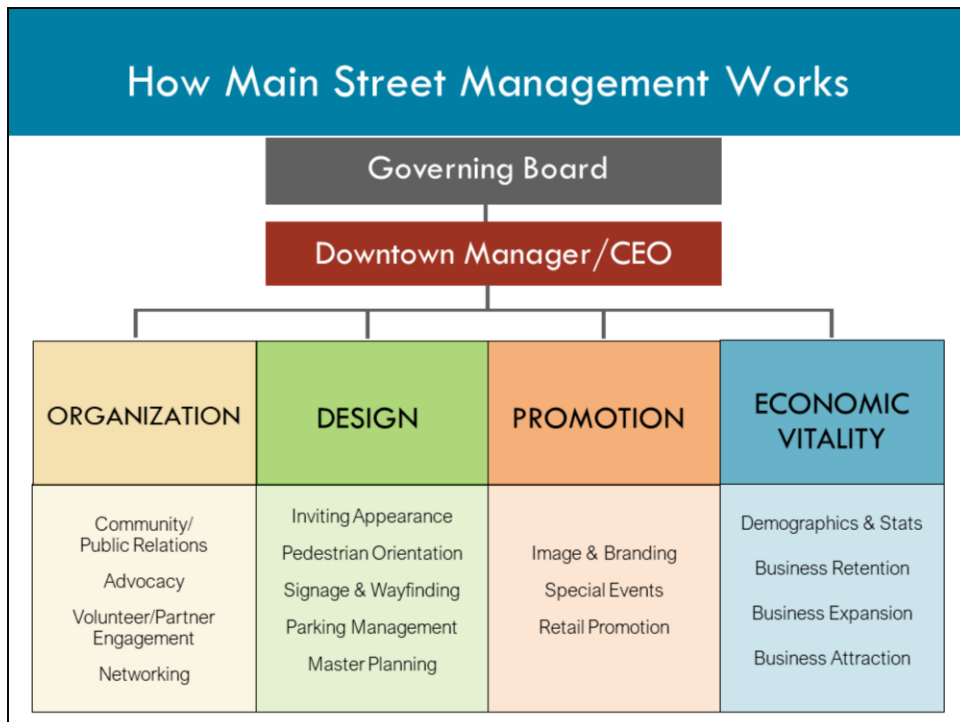 How Main Street Management Works
Governing Board
Downtown Manager/CEO
ORGANIZATION
Community/
Public Relations
Advocacy
Volunteer/Partner
Engagement
Networking
DESIGN
Inviting Appearance
Pedestrian Orientation
Signage & Wayfinding
Parking Management
Master Planning
PROMOTION
Image & Branding
Special Events
Retail Promotion
ECONOMIC
VITALITY
Demographics & Stats
Business Retention
Business Expansion
Business Attraction